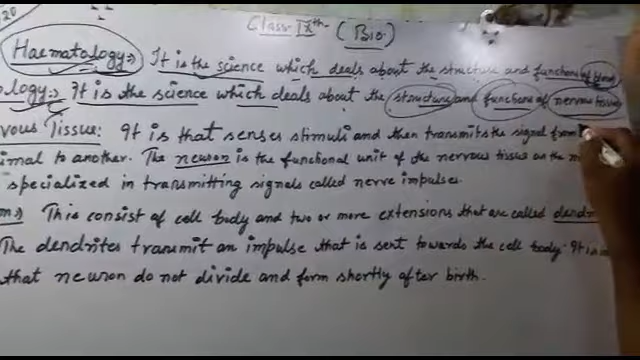 20
Class IXth (Bio)
Haematology:⇒ It is the science which deals about the structure and functions of blood
ology:⇒ It is the science which deals about the structure and functions of nervous tissue
vous Tissue: It is that senses stimuli and then transmits the signal from
imal to another. The neuron is the functional unit of the nervous tissue
specialized in transmitting signals called nerve impulses.
This consist of cell body and two or more extensions that are called dendr
The dendrites transmit an impulse that is sent towards the cell body. It is
that neuron do not divide and form shortly after birth.